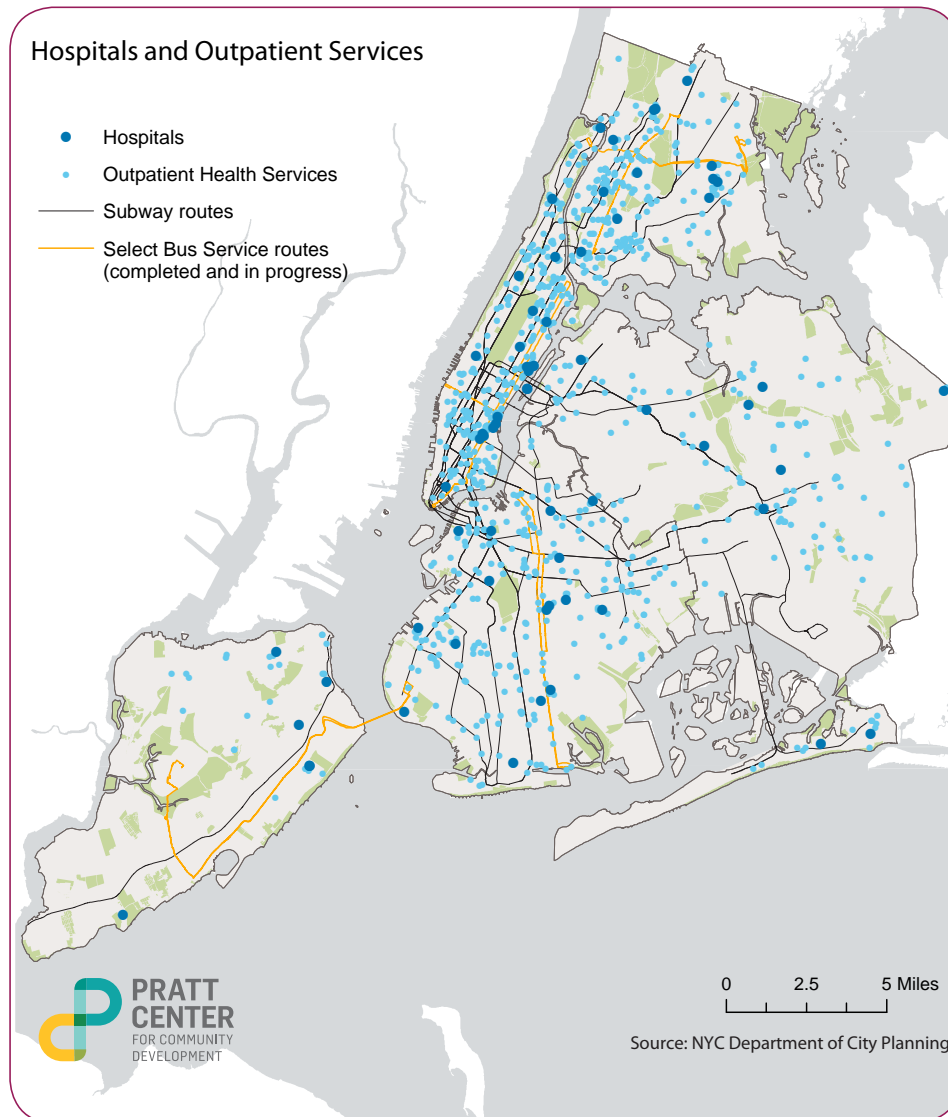 Hospitals and Outpatient Services
Hospitals
Outpatient Health Services
Subway routes
Select Bus Service routes
(completed and in progress)
PRATT
CENTER
FOR COMMUNITY
DEVELOPMENT
0 2.5 5 Miles
Source: NYC Department of City Planning